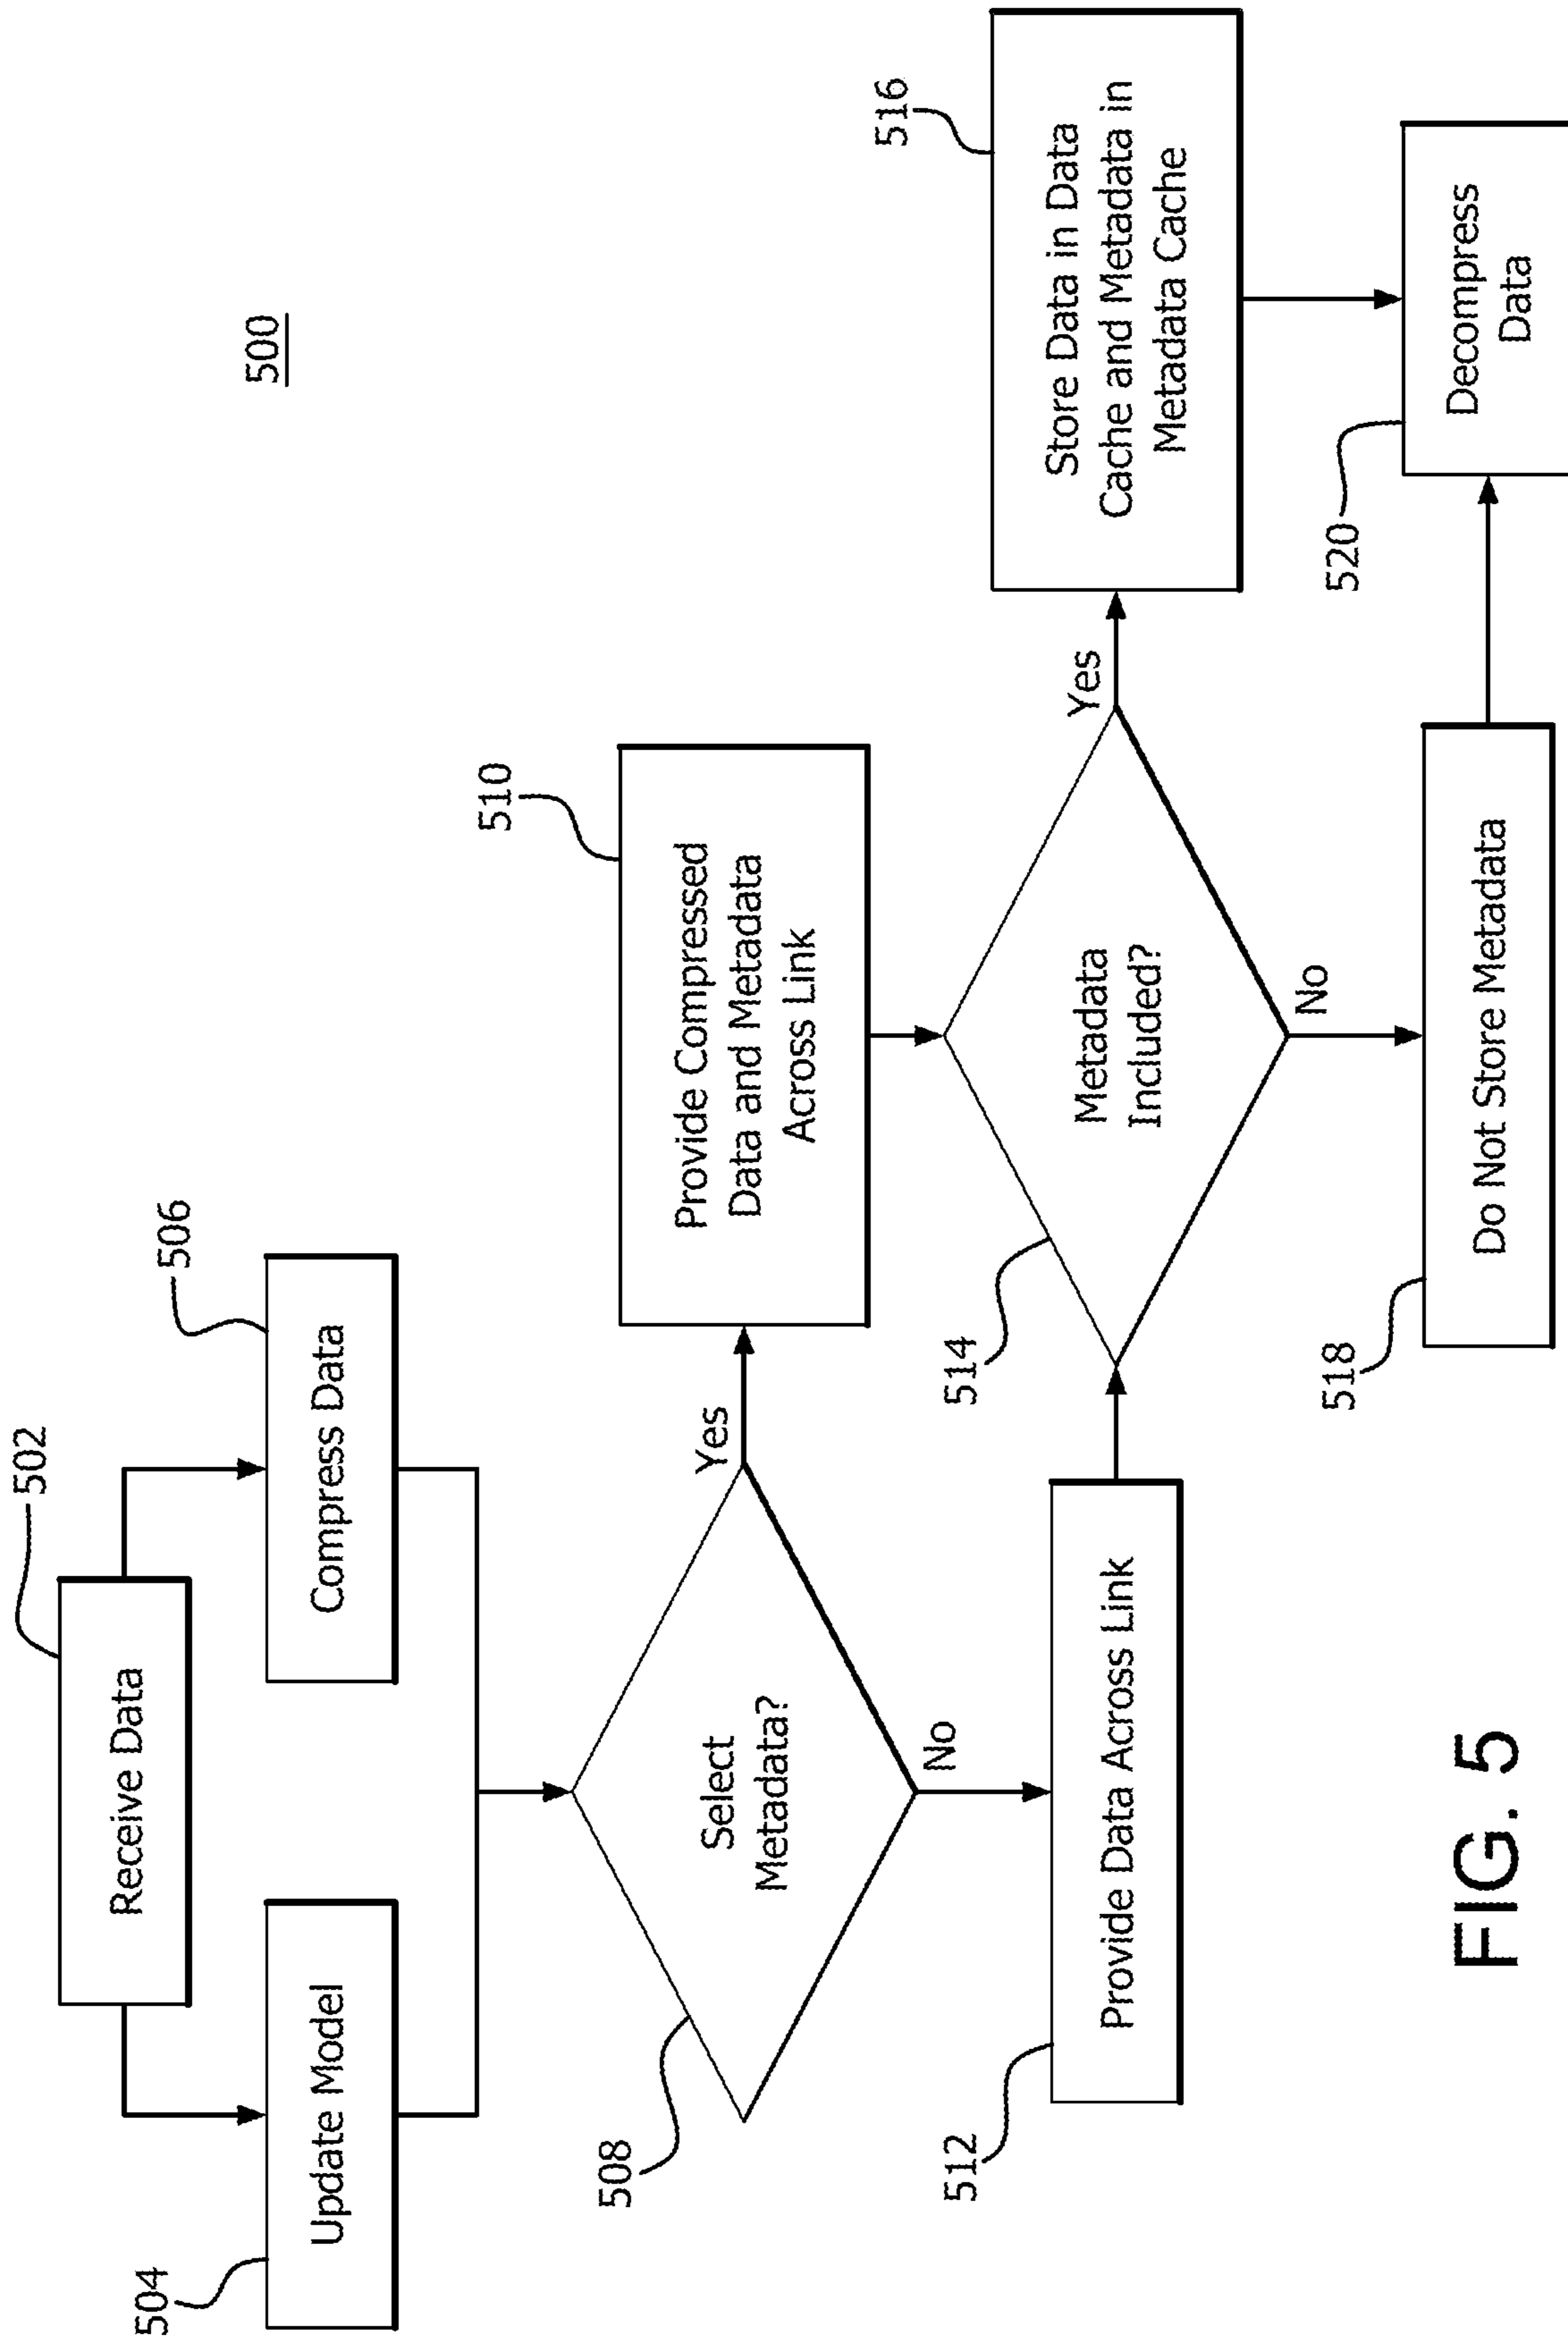 500
502
Receive Data
504
Update Model
506
Compress Data
508
Select
Metadata?
Yes
510
Provide Compressed
Data and Metadata
Across Link
No
512
Provide Data Across Link
514
Metadata
Included?
Yes
516
Store Data in Data
Cache and Metadata in
Metadata Cache
No
518
Do Not Store Metadata
520
Decompress
Data
FIG. 5